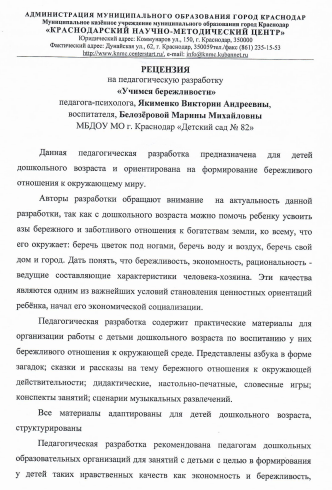 АДМИНИСТРАЦИЯ МУНИЦИПАЛЬНОГО ОБРАЗОВАНИЯ ГОРОД КРАСНОДАР
Муниципальное казённое учреждение муниципального образования город Краснодар
«КРАСНОДАРСКИЙ НАУЧНО-МЕТОДИЧЕСКИЙ ЦЕНТР»
Юридический адрес: Коммунаров ул., 150, г. Краснодар, 350000
Фактический адрес: Дунайская ул., 62, г. Краснодар, 350059тел./факс (861) 235-15-53
http://www.knmc.centerstart.ru/, e-mail: info@knmc.kubannet.ru
РЕЦЕНЗИЯ
на педагогическую разработку
«Учимся бережливости»
педагога-психолога, Якименко Виктории Андреевны,
воспитателя, Белозёровой Марины Михайловны
МБДОУ МО г. Краснодар «Детский сад № 82»
Данная педагогическая разработка предназначена для детей
дошкольного возраста и ориентирована на формирование бережливого
отношения к окружающему миру.
Авторы разработки обращают внимание на актуальность данной
разработки, так как с дошкольного возраста можно помочь ребенку усвоить
азы бережного и заботливого отношения к богатствам земли, ко всему, что
его окружает: беречь цветок под ногами, беречь воду и воздух, беречь свой
дом и город. Дать понять, что бережливость, экономность, рациональность -
ведущие составляющие характеристики человека-хозяина. Эти качества
являются одним из важнейших условий становления ценностных ориентаций
ребёнка, начал его экономической социализации.
Педагогическая разработка содержит практические материалы для
организации работы с детьми дошкольного возраста по воспитанию у них
бережливого отношения к окружающей среде. Представлены азбука в форме
загадок; сказки и рассказы на тему бережного отношения к окружающей
действительности; дидактические, настольно-печатные, словесные игры;
конспекты занятий; сценарии музыкальных развлечений.
Все материалы адаптированы для детей дошкольного возраста,
структурированы
Педагогическая разработка рекомендована педагогам дошкольных
образовательных организаций для занятий с детьми с целью в формирования
у детей таких нравственных качеств как экономность и бережливость,